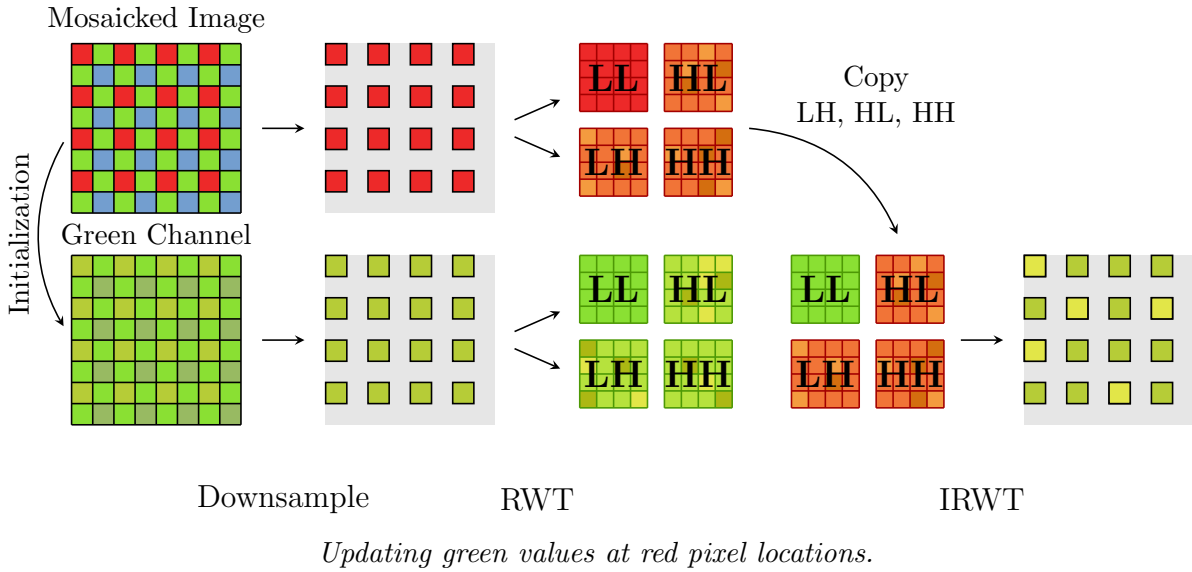 Mosaicked Image
LL
HL
LH
HH
Copy
LH, HL, HH
Initialization
Green Channel
LL
HL
LH
HH
LL
HL
LH
HH
Downsample
RWT
IRWT
Updating green values at red pixel locations.